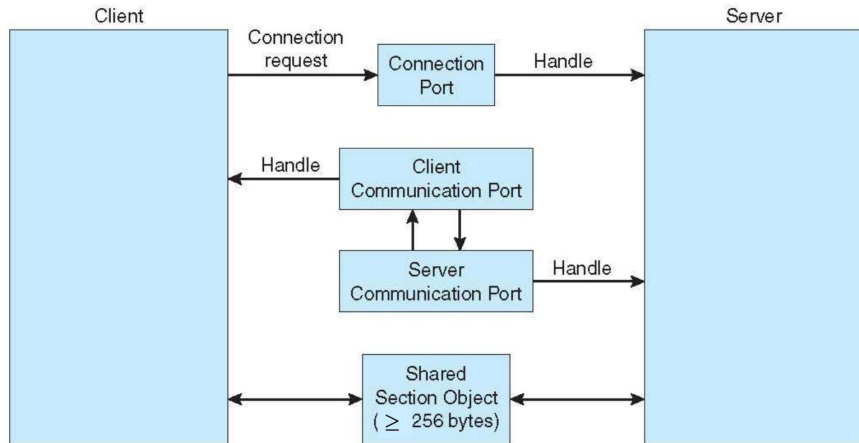 Client
Server
Connection
request
Connection
Port
Handle
Handle
Client
Communication Port
Server
Communication Port
Handle
Shared
Section Object
( ≥ 256 bytes)